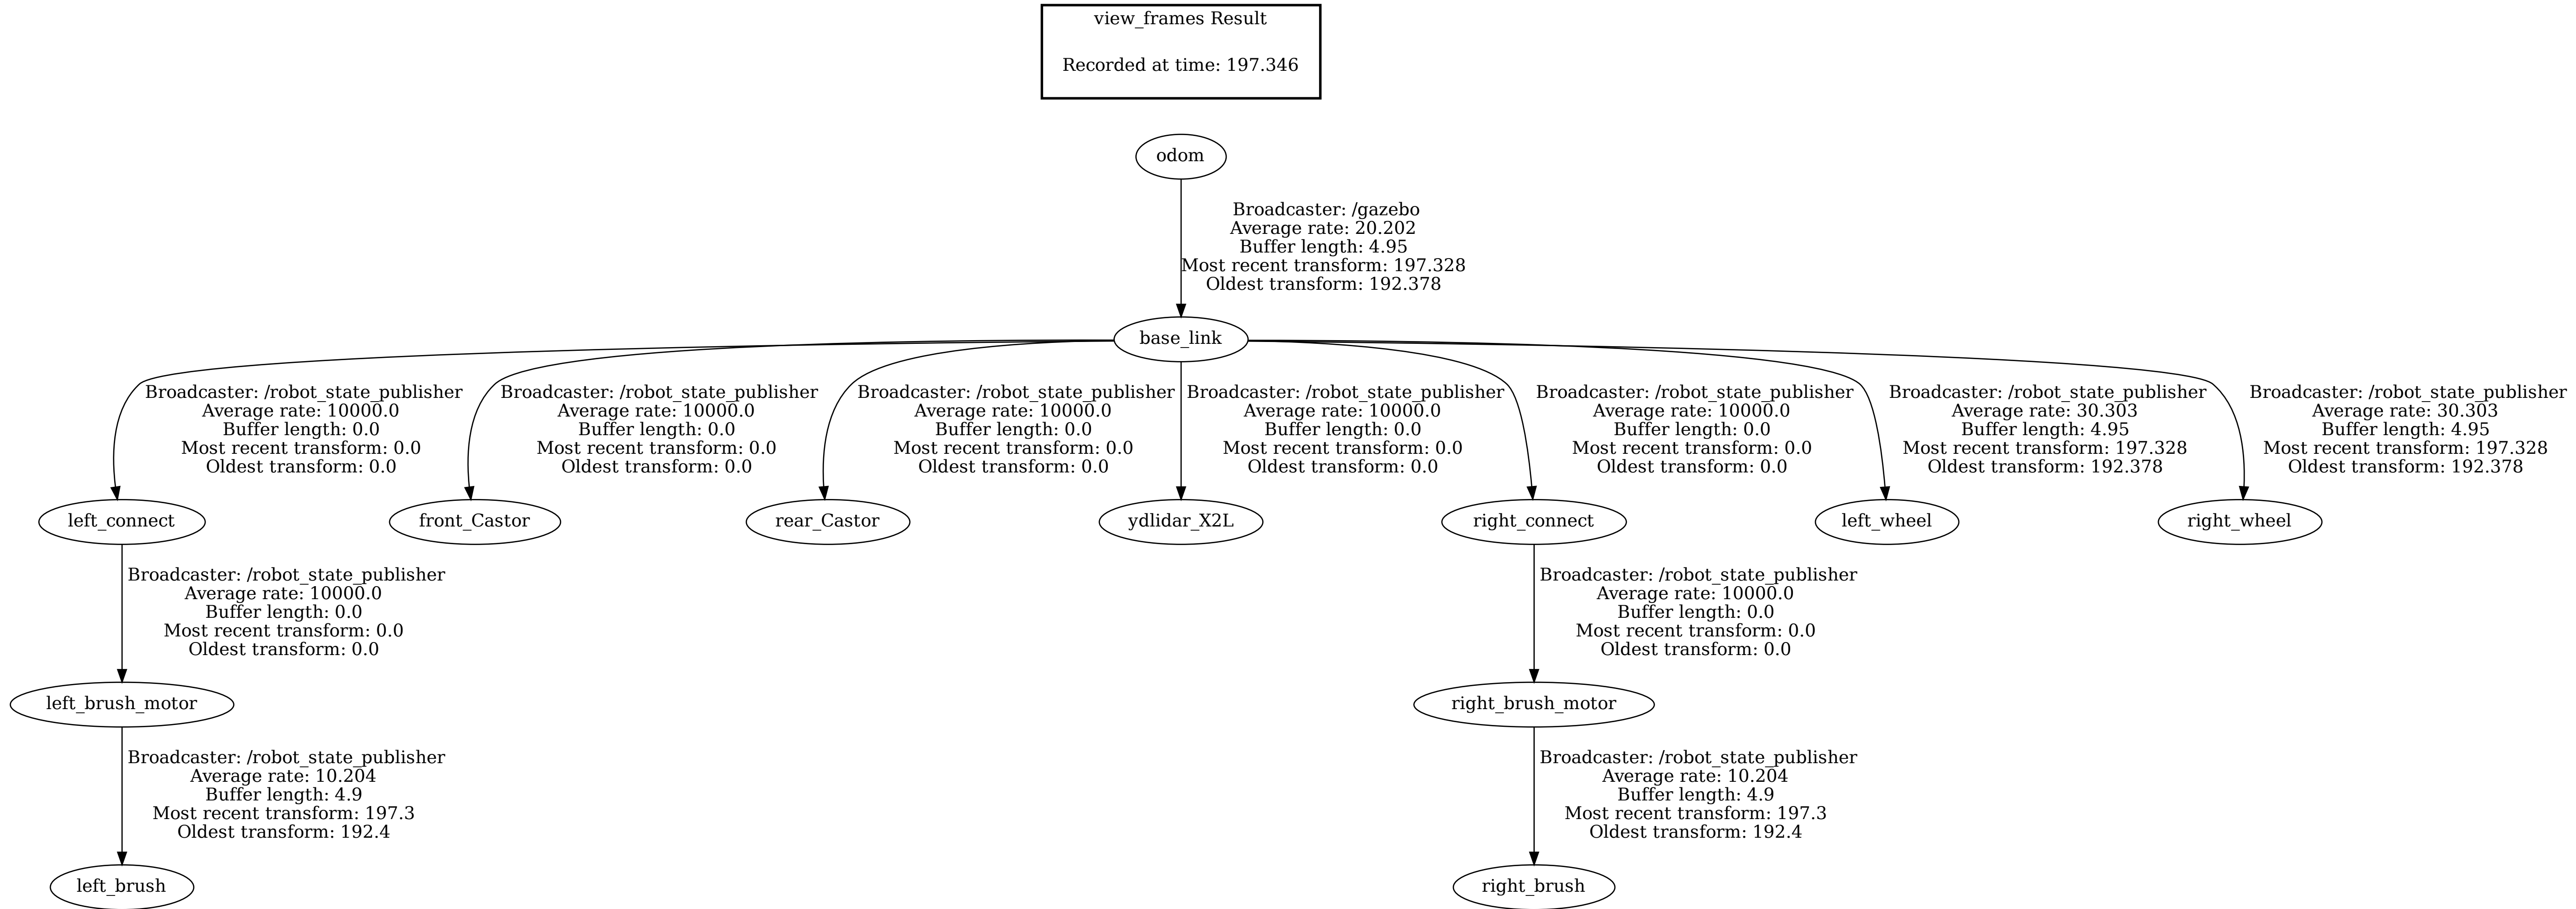 view_frames Result
Recorded at time: 197.346
odom
Broadcaster: /gazebo
Average rate: 20.202
Buffer length: 4.95
Most recent transform: 197.328
Oldest transform: 192.378
base_link
Broadcaster: /robot_state_publisher
Average rate: 10000.0
Buffer length: 0.0
Most recent transform: 0.0
Oldest transform: 0.0
Broadcaster: /robot_state_publisher
Average rate: 10000.0
Buffer length: 0.0
Most recent transform: 0.0
Oldest transform: 0.0
Broadcaster: /robot_state_publisher
Average rate: 10000.0
Buffer length: 0.0
Most recent transform: 0.0
Oldest transform: 0.0
Broadcaster: /robot_state_publisher
Average rate: 10000.0
Buffer length: 0.0
Most recent transform: 0.0
Oldest transform: 0.0
Broadcaster: /robot_state_publisher
Average rate: 10000.0
Buffer length: 0.0
Most recent transform: 0.0
Oldest transform: 0.0
Broadcaster: /robot_state_publisher
Average rate: 30.303
Buffer length: 4.95
Most recent transform: 197.328
Oldest transform: 192.378
Broadcaster: /robot_state_publisher
Average rate: 30.303
Buffer length: 4.95
Most recent transform: 197.328
Oldest transform: 192.378
left_connect
front_Castor
rear_Castor
ydlidar_X2L
right_connect
left_wheel
right_wheel
Broadcaster: /robot_state_publisher
Average rate: 10000.0
Buffer length: 0.0
Most recent transform: 0.0
Oldest transform: 0.0
Broadcaster: /robot_state_publisher
Average rate: 10000.0
Buffer length: 0.0
Most recent transform: 0.0
Oldest transform: 0.0
left_brush_motor
right_brush_motor
Broadcaster: /robot_state_publisher
Average rate: 10.204
Buffer length: 4.9
Most recent transform: 197.3
Oldest transform: 192.4
Broadcaster: /robot_state_publisher
Average rate: 10.204
Buffer length: 4.9
Most recent transform: 197.3
Oldest transform: 192.4
left_brush
right_brush